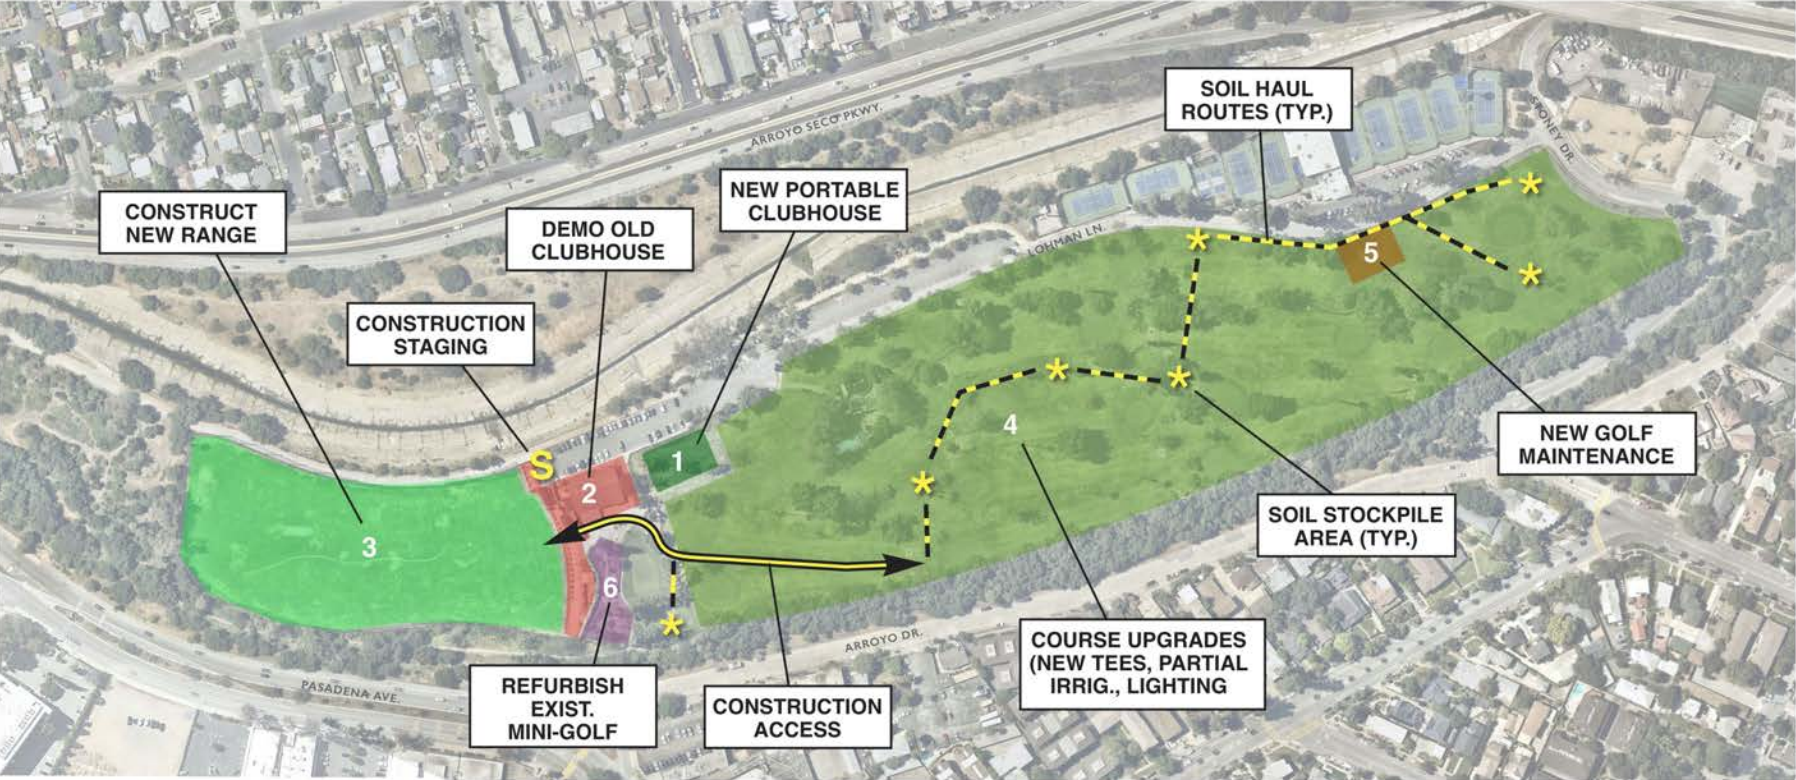 SOIL HAUL
ROUTES (TYP.)
STONEY DR.
ARROYO SECO PKWY.
NEW PORTABLE
CLUBHOUSE
CONSTRUCT
NEW RANGE
DEMO OLD
CLUBHOUSE
LOHMAN LN.
5
CONSTRUCTION
STAGING
4
NEW GOLF
MAINTENANCE
S
1
2
SOIL STOCKPILE
AREA (TYP.)
3
6
ARROYO DR.
COURSE UPGRADES
(NEW TEES, PARTIAL
IRRIG., LIGHTING
PASADENA AVE.
REFURBISH
EXIST.
MINI-GOLF
CONSTRUCTION
ACCESS